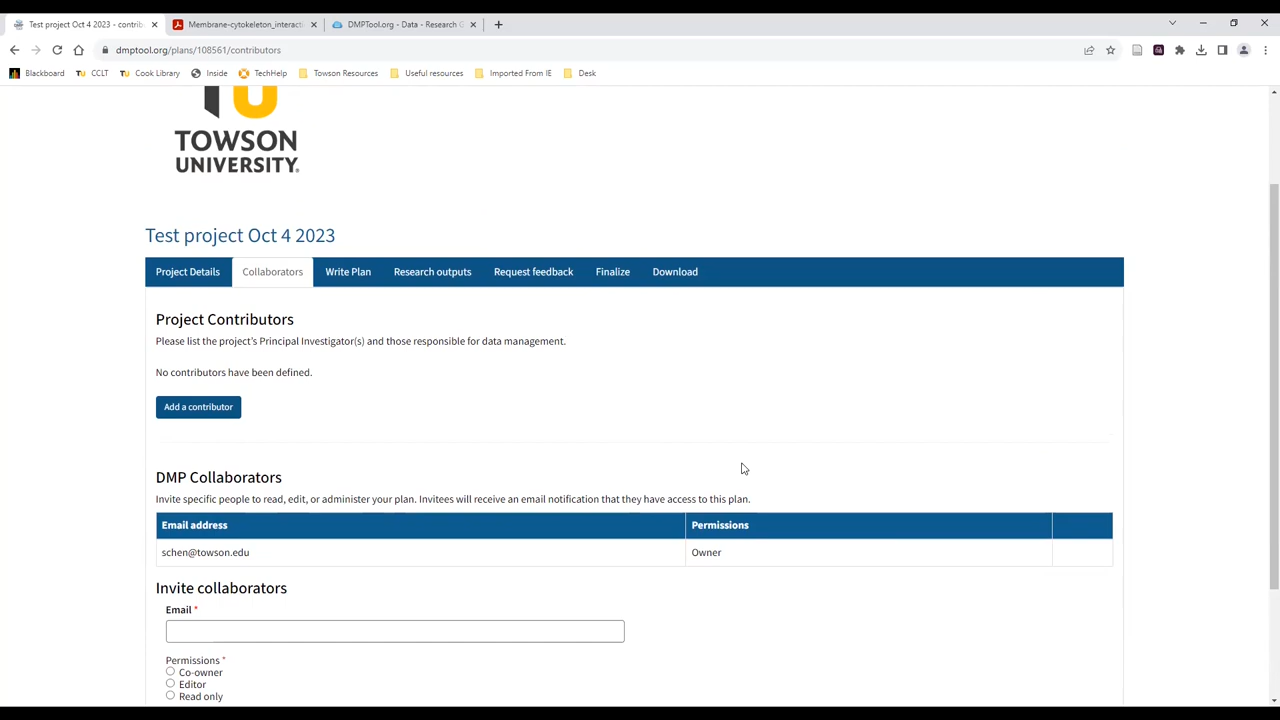 Test project Oct 4 2023 - contrib
Membrane-cytokeleton_interacti
DMPTool.org - Data - Research G
dmptool.org/plans/108561/contributors
Blackboard
TU CCLT
TU Cook Library
Inside
TechHelp
Towson Resources
Useful resources
Imported From IE
Desk
TU
TOWSON
UNIVERSITY.
Test project Oct 4 2023
Project Details
Collaborators
Write Plan
Research outputs
Request feedback
Finalize
Download
Project Contributors
Please list the project's Principal Investigator(s) and those responsible for data management.
No contributors have been defined.
Add a contributor
DMP Collaborators
Invite specific people to read, edit, or administer your plan. Invitees will receive an email notification that they have access to this plan.
Email address
Permissions
schen@towson.edu
Owner
Invite collaborators
Email *
Permissions *
Co-owner
Editor
Read only